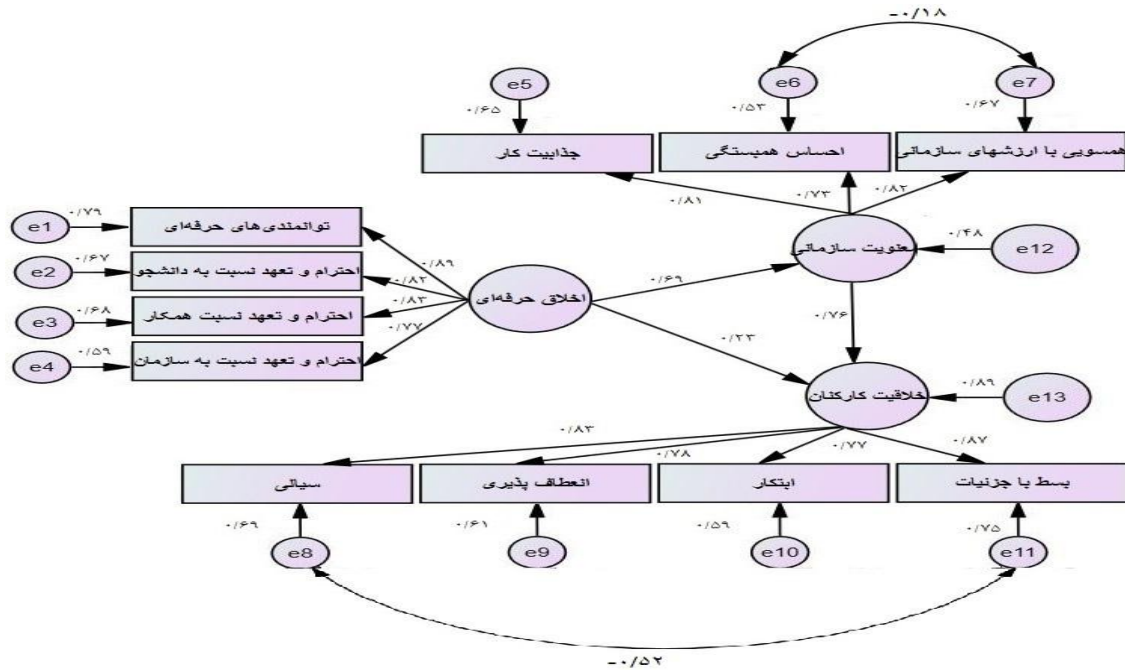 -۰/۱۸
e5
e6
e7
۰/۶۵
۰/۵۳
۰/۶۷
جذابیت کار
احساس همبستگی
همسویی با ارزشهای سازمانی
۰/۸۱
۰/۷۳
۰/۸۲
e1
۰/۷۹
توانمندی‌های حرفه‌ای
e2
۰/۶۷
احترام و تعهد نسبت به دانشجو
e3
۰/۶۸
احترام و تعهد نسبت همکار
e4
۰/۵۹
احترام و تعهد نسبت به سازمان
۰/۸۹
۰/۸۲
۰/۸۳
۰/۷۷
اخلاق حرفه‌ای
۰/۶۹
معنویت سازمانی
۰/۴۸
e12
۰/۲۳
۰/۷۶
خلاقیت کارکنان
۰/۸۹
e13
۰/۸۳
۰/۷۸
۰/۷۷
۰/۸۷
سیالی
انعطاف پذیری
ابتکار
بسط با جزئیات
۰/۶۹
۰/۶۱
۰/۵۹
۰/۷۵
e8
e9
e10
e11
-۰/۵۲